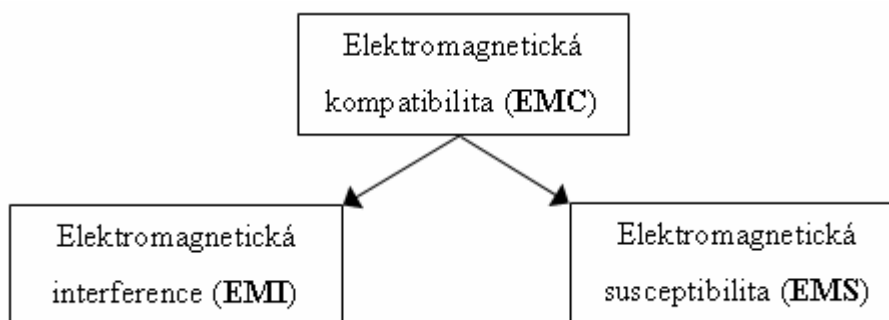 Elektromagnetická
kompatibilita (EMC)
Elektromagnetická
interference (EMI)
Elektromagnetická
susceptibilita (EMS)